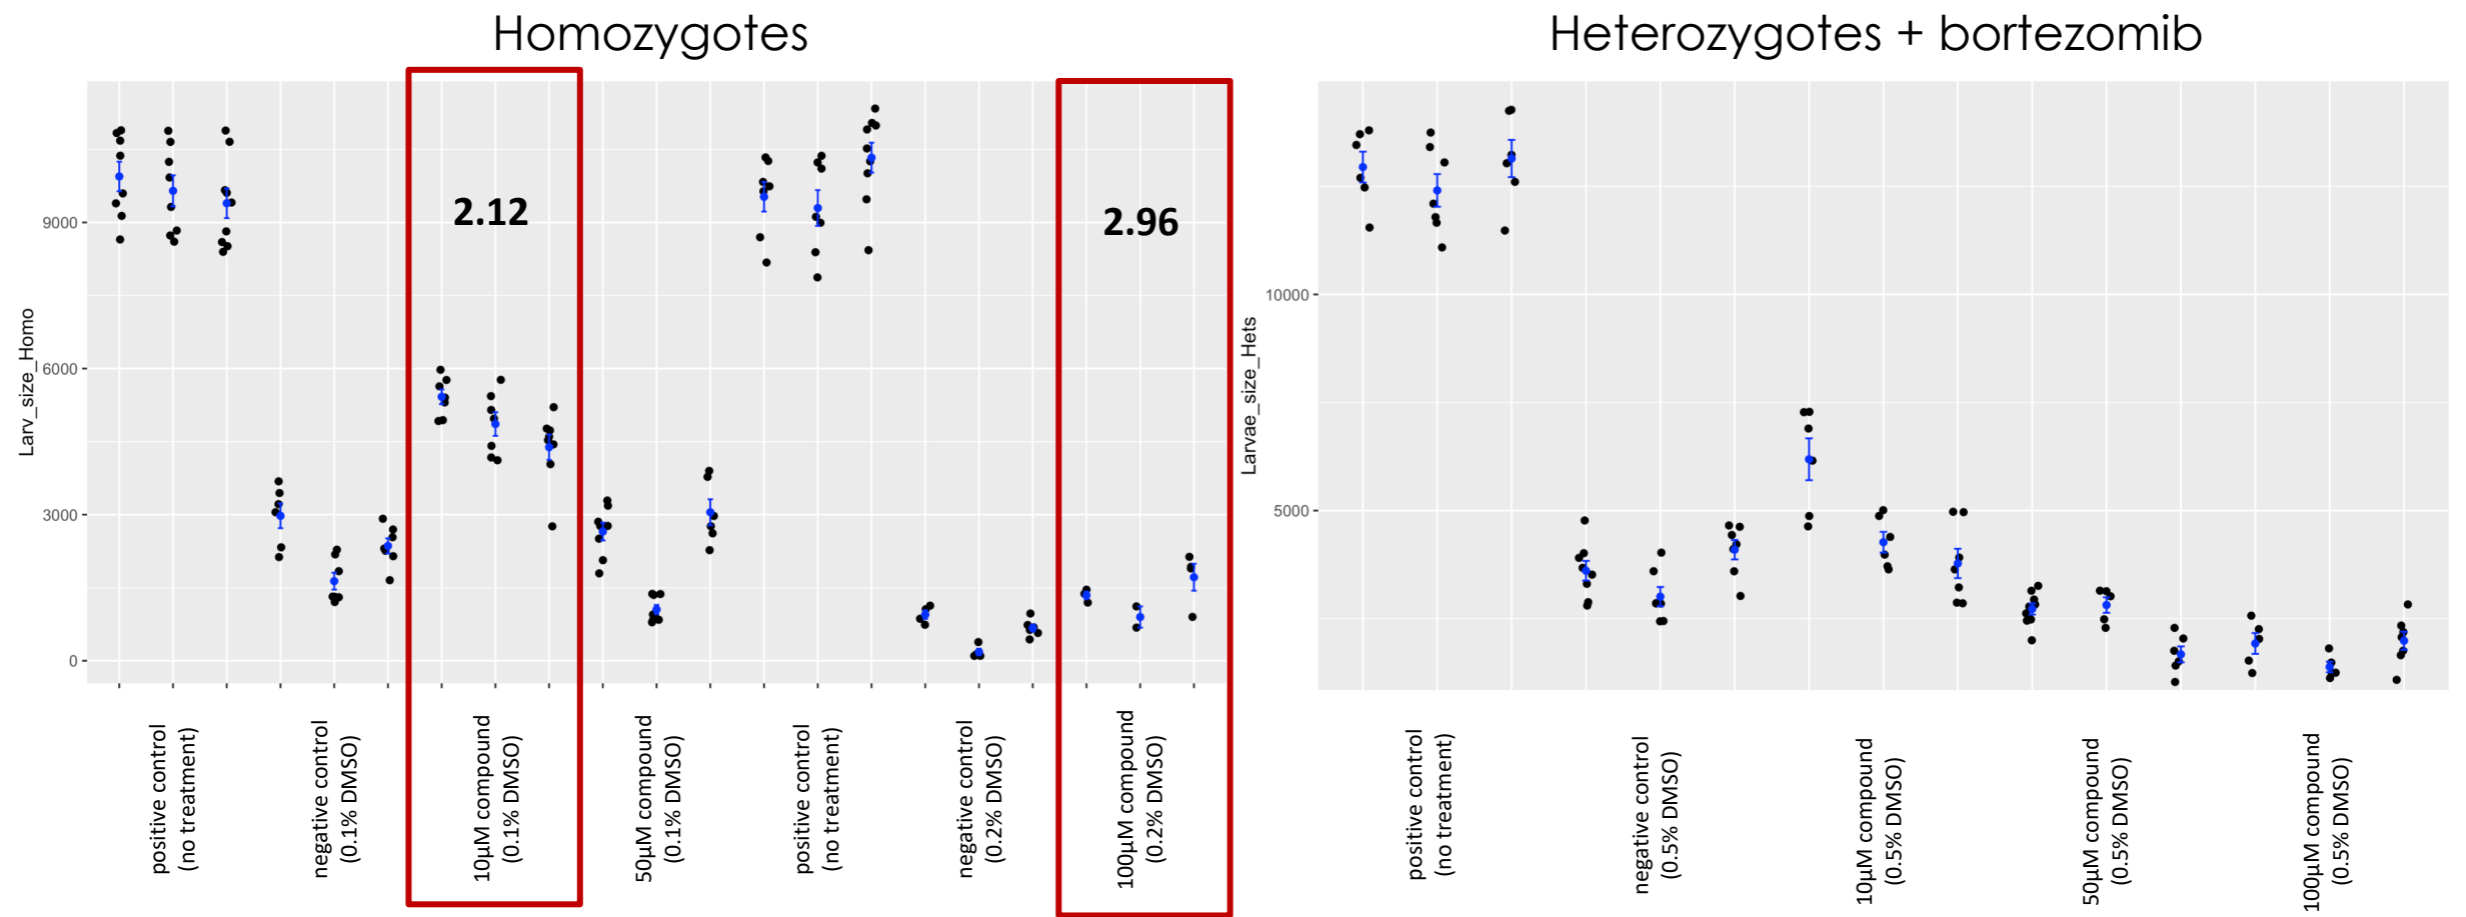 Homozygotes
Larv_size_Homo
9000
6000
3000
0
2.12
2.96
positive control
(no treatment)
negative control
(0.1% DMSO)
10µM compound
(0.1% DMSO)
50µM compound
(0.1% DMSO)
positive control
(no treatment)
negative control
(0.2% DMSO)
100µM compound
(0.2% DMSO)
Heterozygotes + bortezomib
Larvae_size_Hets
10000
5000
positive control
(no treatment)
negative control
(0.5% DMSO)
10µM compound
(0.5% DMSO)
50µM compound
(0.5% DMSO)
100µM compound
(0.5% DMSO)